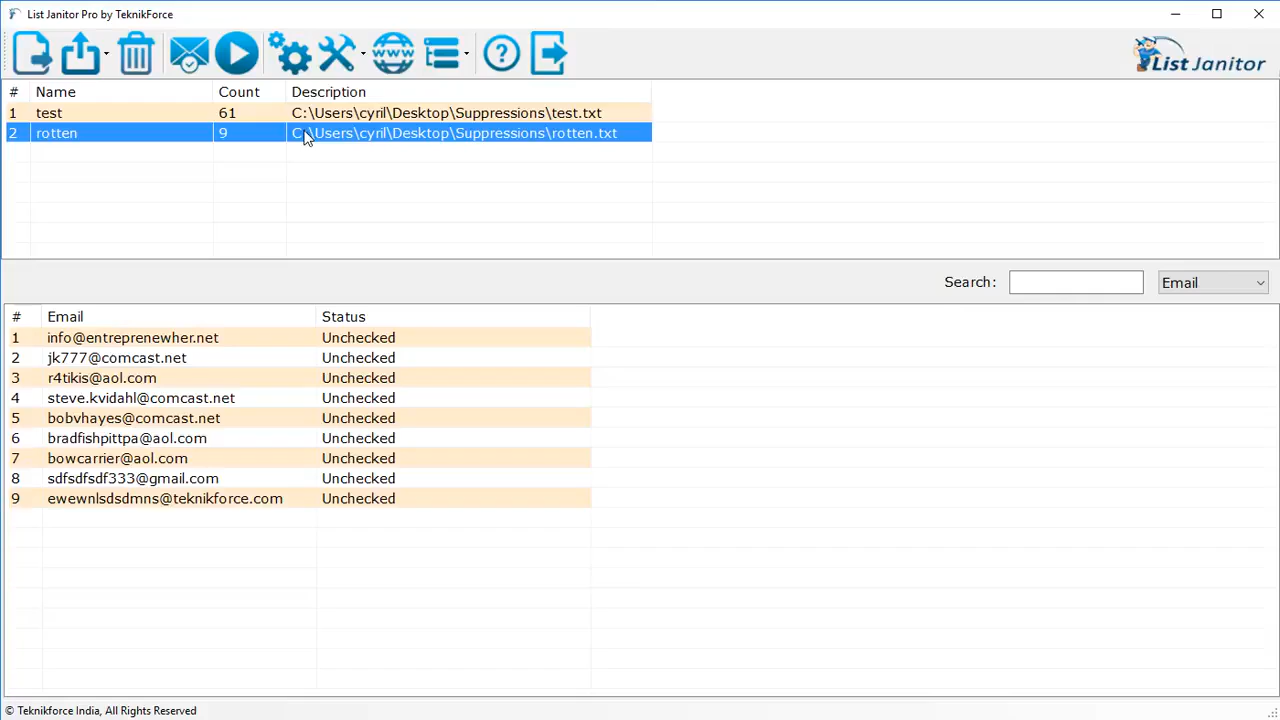 List Janitor Pro by TeknikForce
www
List Janitor
# Name Count Description
1 test 61 C:\Users\cyril\Desktop\Suppressions\test.txt
2 rotten 9 C:\Users\cyril\Desktop\Suppressions\rotten.txt
Search: Email
# Email Status
1 info@entreprenewher.net Unchecked
2 jk777@comcast.net Unchecked
3 r4tikis@aol.com Unchecked
4 steve.kvidahl@comcast.net Unchecked
5 bobvhayes@comcast.net Unchecked
6 bradfishpittpa@aol.com Unchecked
7 bowcarrier@aol.com Unchecked
8 sdfsdfsdf333@gmail.com Unchecked
9 ewewnlsdsdmns@teknikforce.com Unchecked
© Teknikforce India, All Rights Reserved